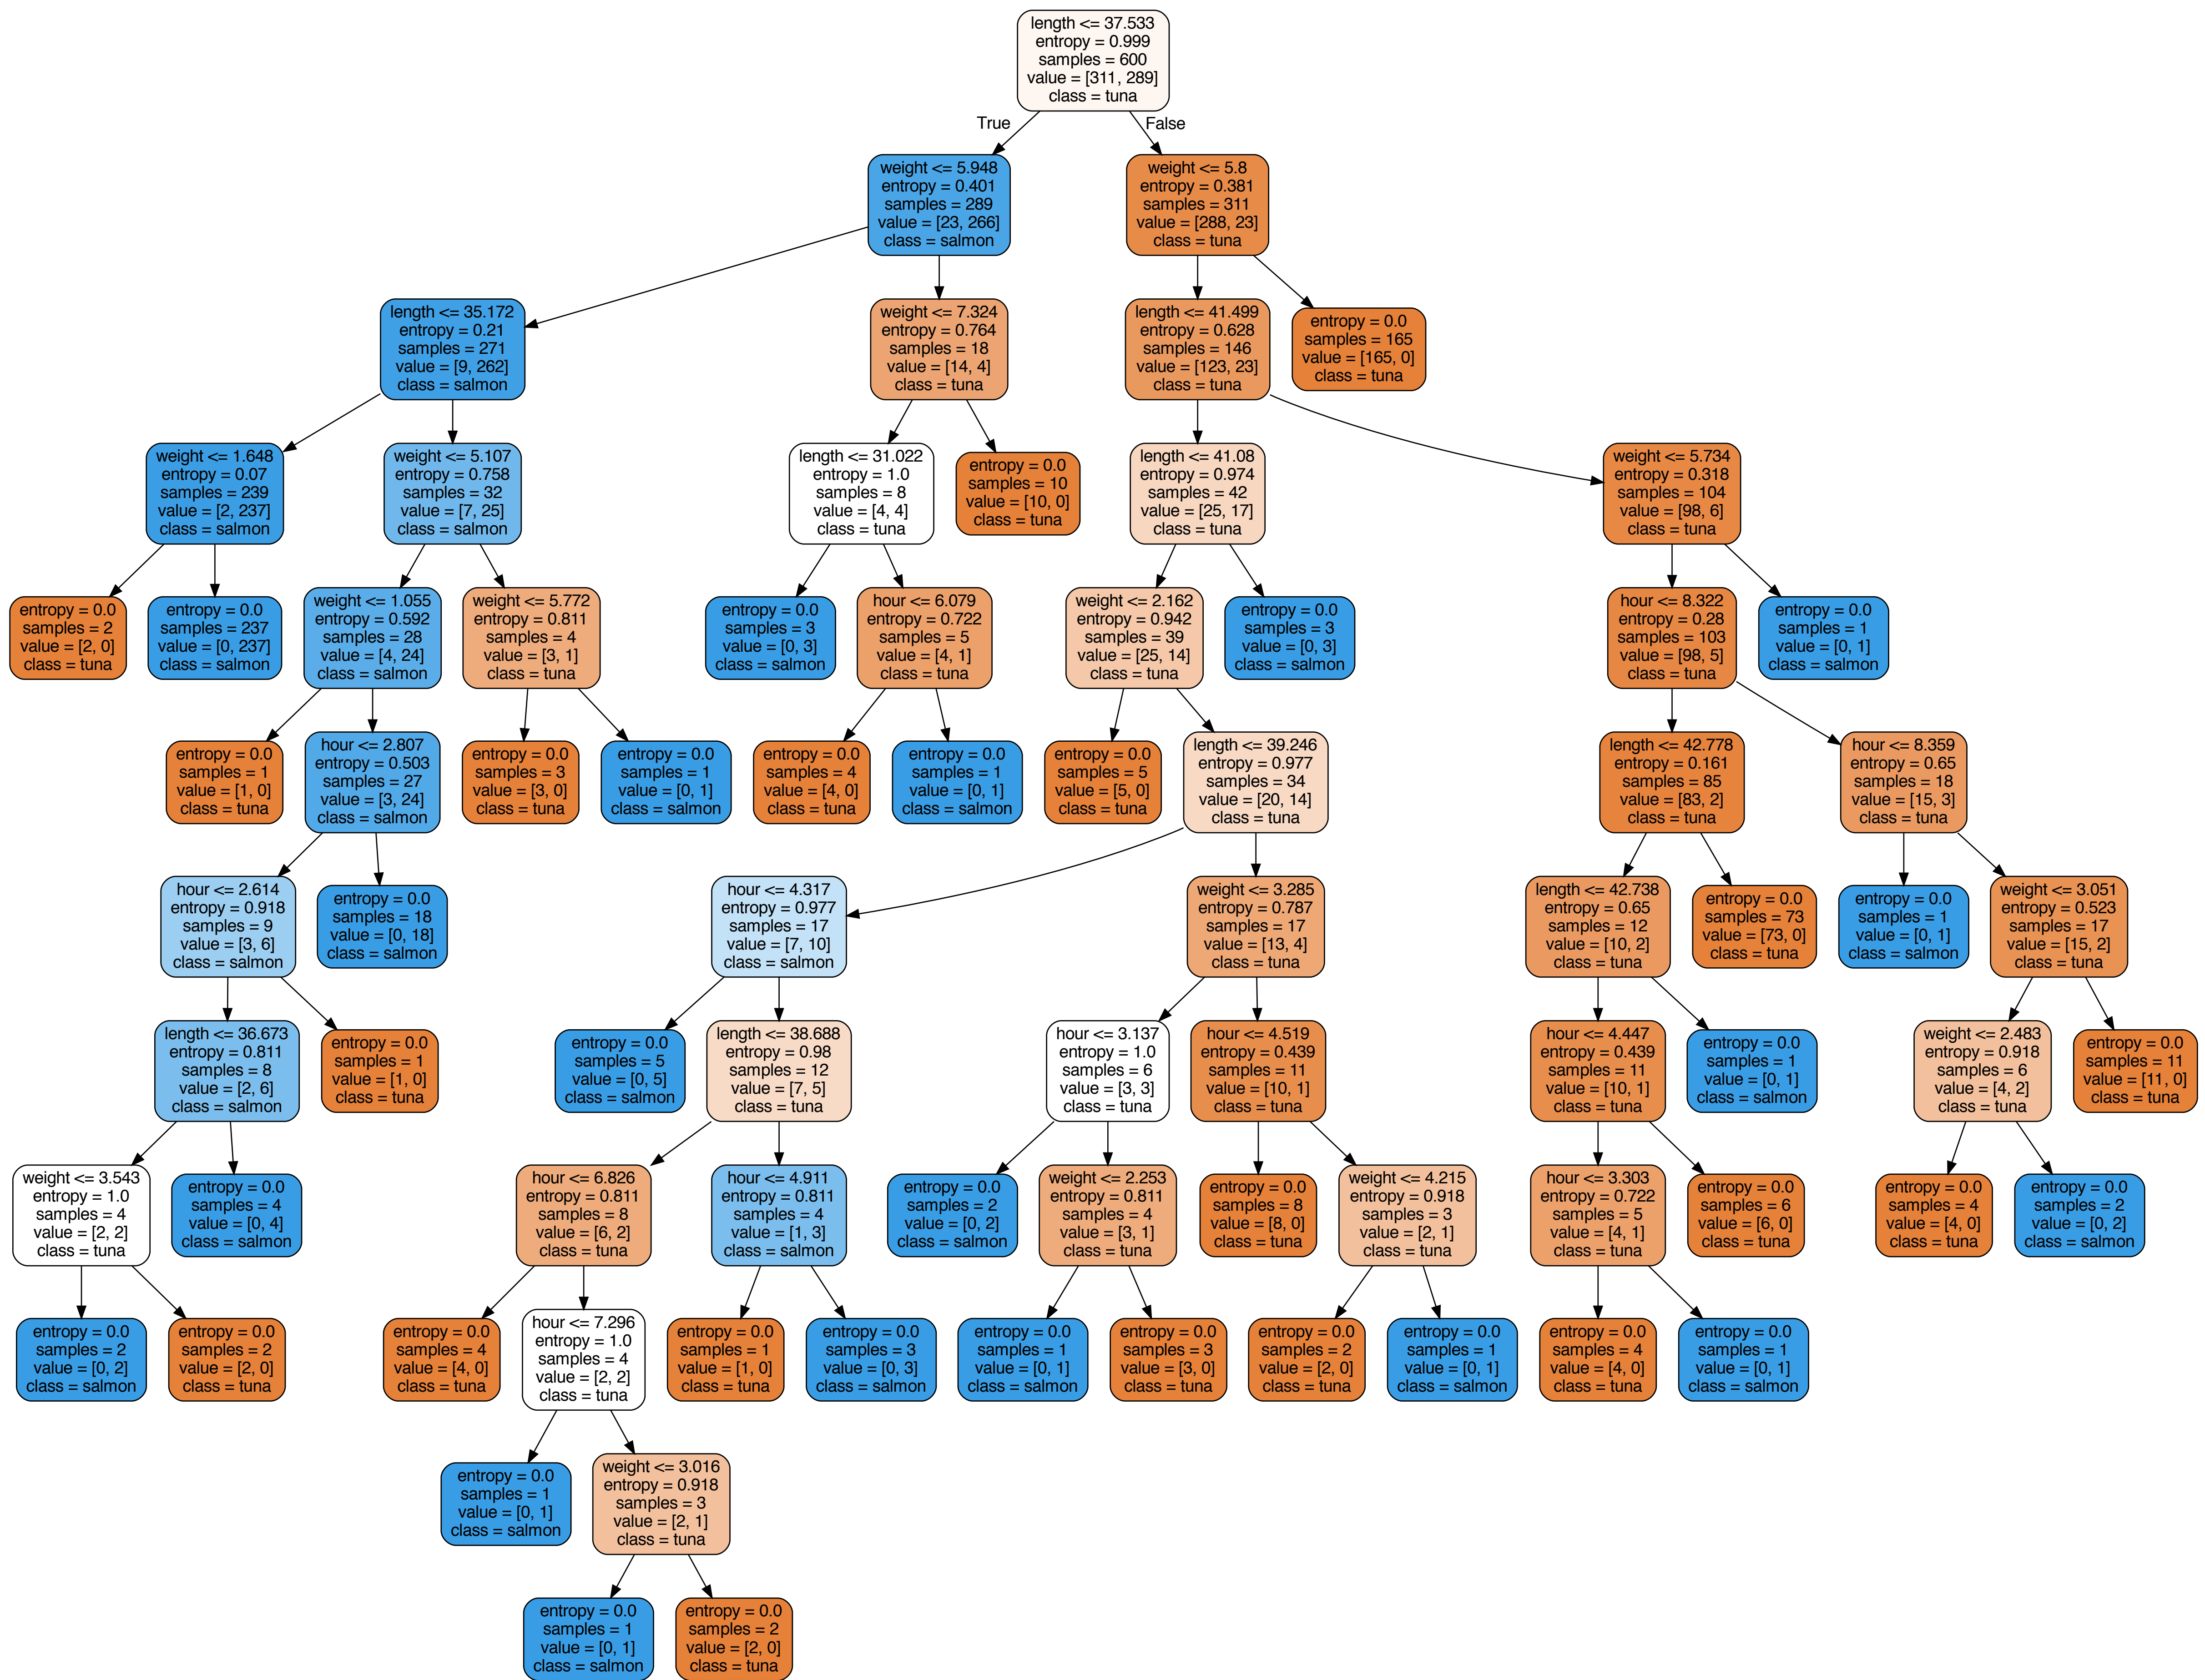 length <= 37.533
entropy = 0.999
samples = 600
value = [311, 289]
class = tuna
True
False
weight <= 5.948
entropy = 0.401
samples = 289
value = [23, 266]
class = salmon
weight <= 5.8
entropy = 0.381
samples = 311
value = [288, 23]
class = tuna
length <= 35.172
entropy = 0.21
samples = 271
value = [9, 262]
class = salmon
weight <= 7.324
entropy = 0.764
samples = 18
value = [14, 4]
class = tuna
length <= 41.499
entropy = 0.628
samples = 146
value = [123, 23]
class = tuna
entropy = 0.0
samples = 165
value = [165, 0]
class = tuna
weight <= 1.648
entropy = 0.07
samples = 239
value = [2, 237]
class = salmon
weight <= 5.107
entropy = 0.758
samples = 32
value = [7, 25]
class = salmon
length <= 31.022
entropy = 1.0
samples = 8
value = [4, 4]
class = tuna
entropy = 0.0
samples = 10
value = [10, 0]
class = tuna
length <= 41.08
entropy = 0.974
samples = 42
value = [25, 17]
class = tuna
weight <= 5.734
entropy = 0.318
samples = 104
value = [98, 6]
class = tuna
entropy = 0.0
samples = 2
value = [2, 0]
class = tuna
entropy = 0.0
samples = 237
value = [0, 237]
class = salmon
weight <= 1.055
entropy = 0.592
samples = 28
value = [4, 24]
class = salmon
weight <= 5.772
entropy = 0.811
samples = 4
value = [3, 1]
class = tuna
entropy = 0.0
samples = 3
value = [0, 3]
class = salmon
hour <= 6.079
entropy = 0.722
samples = 5
value = [4, 1]
class = tuna
weight <= 2.162
entropy = 0.942
samples = 39
value = [25, 14]
class = tuna
entropy = 0.0
samples = 3
value = [0, 3]
class = salmon
hour <= 8.322
entropy = 0.28
samples = 103
value = [98, 5]
class = tuna
entropy = 0.0
samples = 1
value = [0, 1]
class = salmon
entropy = 0.0
samples = 1
value = [1, 0]
class = tuna
hour <= 2.807
entropy = 0.503
samples = 27
value = [3, 24]
class = salmon
entropy = 0.0
samples = 3
value = [3, 0]
class = tuna
entropy = 0.0
samples = 1
value = [0, 1]
class = salmon
entropy = 0.0
samples = 4
value = [4, 0]
class = tuna
entropy = 0.0
samples = 1
value = [0, 1]
class = salmon
entropy = 0.0
samples = 5
value = [5, 0]
class = tuna
length <= 39.246
entropy = 0.977
samples = 34
value = [20, 14]
class = tuna
length <= 42.778
entropy = 0.161
samples = 85
value = [83, 2]
class = tuna
hour <= 8.359
entropy = 0.65
samples = 18
value = [15, 3]
class = tuna
hour <= 2.614
entropy = 0.918
samples = 9
value = [3, 6]
class = salmon
entropy = 0.0
samples = 18
value = [0, 18]
class = salmon
hour <= 4.317
entropy = 0.977
samples = 17
value = [7, 10]
class = salmon
weight <= 3.285
entropy = 0.787
samples = 17
value = [13, 4]
class = tuna
length <= 42.738
entropy = 0.65
samples = 12
value = [10, 2]
class = tuna
entropy = 0.0
samples = 73
value = [73, 0]
class = tuna
entropy = 0.0
samples = 1
value = [0, 1]
class = salmon
weight <= 3.051
entropy = 0.523
samples = 17
value = [15, 2]
class = tuna
length <= 36.673
entropy = 0.811
samples = 8
value = [2, 6]
class = salmon
entropy = 0.0
samples = 1
value = [1, 0]
class = tuna
entropy = 0.0
samples = 5
value = [0, 5]
class = salmon
length <= 38.688
entropy = 0.98
samples = 12
value = [7, 5]
class = tuna
hour <= 3.137
entropy = 1.0
samples = 6
value = [3, 3]
class = tuna
hour <= 4.519
entropy = 0.439
samples = 11
value = [10, 1]
class = tuna
hour <= 4.447
entropy = 0.439
samples = 11
value = [10, 1]
class = tuna
entropy = 0.0
samples = 1
value = [0, 1]
class = salmon
weight <= 2.483
entropy = 0.918
samples = 6
value = [4, 2]
class = tuna
entropy = 0.0
samples = 11
value = [11, 0]
class = tuna
weight <= 3.543
entropy = 1.0
samples = 4
value = [2, 2]
class = tuna
entropy = 0.0
samples = 4
value = [0, 4]
class = salmon
hour <= 6.826
entropy = 0.811
samples = 8
value = [6, 2]
class = tuna
hour <= 4.911
entropy = 0.811
samples = 4
value = [1, 3]
class = salmon
entropy = 0.0
samples = 2
value = [0, 2]
class = salmon
weight <= 2.253
entropy = 0.811
samples = 4
value = [3, 1]
class = tuna
entropy = 0.0
samples = 8
value = [8, 0]
class = tuna
weight <= 4.215
entropy = 0.918
samples = 3
value = [2, 1]
class = tuna
hour <= 3.303
entropy = 0.722
samples = 5
value = [4, 1]
class = tuna
entropy = 0.0
samples = 6
value = [6, 0]
class = tuna
entropy = 0.0
samples = 4
value = [4, 0]
class = tuna
entropy = 0.0
samples = 2
value = [0, 2]
class = salmon
entropy = 0.0
samples = 2
value = [0, 2]
class = salmon
entropy = 0.0
samples = 2
value = [2, 0]
class = tuna
entropy = 0.0
samples = 4
value = [4, 0]
class = tuna
hour <= 7.296
entropy = 1.0
samples = 4
value = [2, 2]
class = tuna
entropy = 0.0
samples = 1
value = [1, 0]
class = tuna
entropy = 0.0
samples = 3
value = [0, 3]
class = salmon
entropy = 0.0
samples = 1
value = [0, 1]
class = salmon
entropy = 0.0
samples = 3
value = [3, 0]
class = tuna
entropy = 0.0
samples = 2
value = [2, 0]
class = tuna
entropy = 0.0
samples = 1
value = [0, 1]
class = salmon
entropy = 0.0
samples = 4
value = [4, 0]
class = tuna
entropy = 0.0
samples = 1
value = [0, 1]
class = salmon
entropy = 0.0
samples = 1
value = [0, 1]
class = salmon
weight <= 3.016
entropy = 0.918
samples = 3
value = [2, 1]
class = tuna
entropy = 0.0
samples = 1
value = [0, 1]
class = salmon
entropy = 0.0
samples = 2
value = [2, 0]
class = tuna